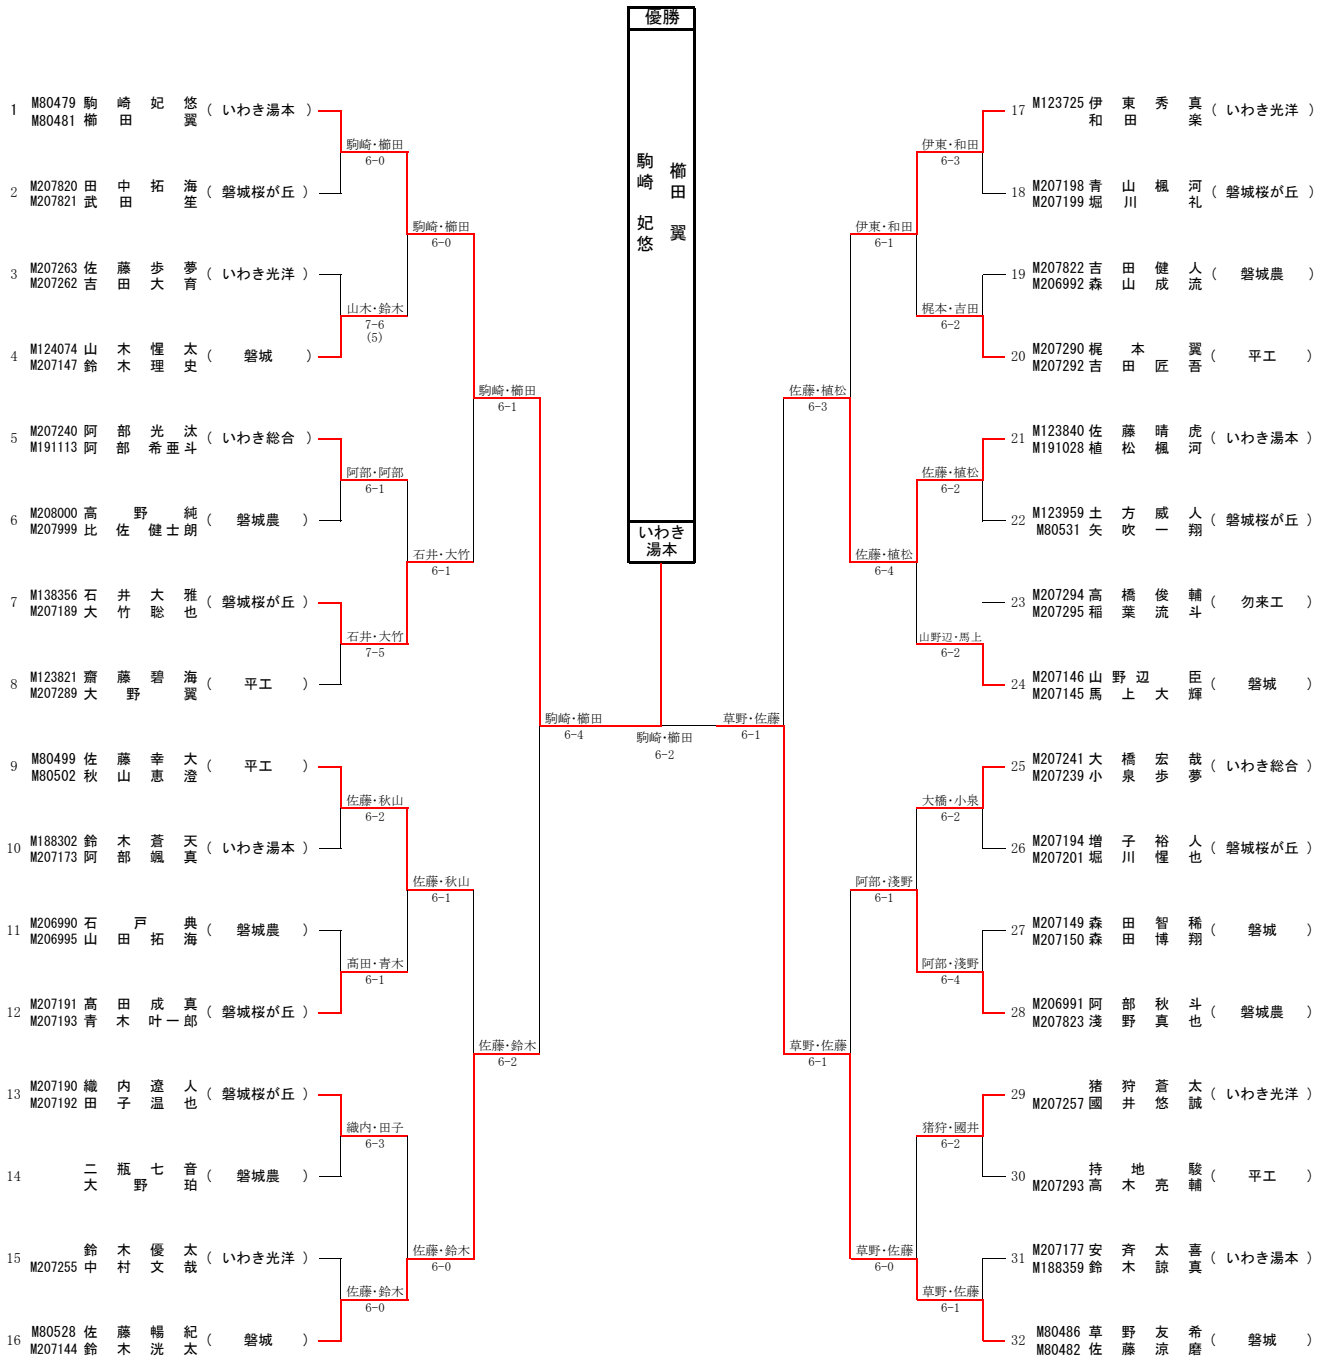 優勝
駒崎 妃悠
櫛田 翼
いわき
湯本
1 M80479 駒崎妃悠 ( いわき湯本 )
M80481 櫛田翼
2 M207820 田中拓海 ( 磐城桜が丘 )
M207821 武田笙
3 M207263 佐藤歩夢 ( いわき光洋 )
M207262 吉田大育
4 M124074 山木惺太 ( 磐城 )
M207147 鈴木理史
5 M207240 阿部光汰 ( いわき総合 )
M191113 阿部希亜斗
6 M208000 高野純 ( 磐城農 )
M207999 比佐健士朗
7 M138356 石井大雅 ( 磐城桜が丘 )
M207189 大竹聡也
8 M123821 齋藤碧海 ( 平工 )
M207289 大野翼
9 M80499 佐藤幸大 ( 平工 )
M80502 秋山恵澄
10 M188302 鈴木蒼天 ( いわき湯本 )
M207173 阿部颯真
11 M206990 石戸典 ( 磐城農 )
M206995 山田拓海
12 M207191 髙田成真 ( 磐城桜が丘 )
M207193 青木叶一郎
13 M207190 織内遼人 ( 磐城桜が丘 )
M207192 田子温也
14 二瓶七音 ( 磐城農 )
大野珀
15 鈴木優太 ( いわき光洋 )
M207255 中村文哉
16 M80528 佐藤暢紀 ( 磐城 )
M207144 鈴木洸太
駒崎・櫛田
6-0
山木・鈴木
7-6
(5)
阿部・阿部
6-1
石井・大竹
7-5
佐藤・秋山
6-2
髙田・青木
6-1
織内・田子
6-3
佐藤・鈴木
6-0
駒崎・櫛田
6-0
石井・大竹
6-1
佐藤・秋山
6-1
佐藤・鈴木
6-0
駒崎・櫛田
6-1
佐藤・鈴木
6-2
駒崎・櫛田
6-4
駒崎・櫛田
6-2
草野・佐藤
6-1
佐藤・植松
6-3
草野・佐藤
6-1
伊東・和田
6-1
佐藤・植松
6-4
阿部・淺野
6-1
草野・佐藤
6-0
伊東・和田
6-3
梶本・吉田
6-2
佐藤・植松
6-2
山野辺・馬上
6-2
大橋・小泉
6-2
阿部・淺野
6-4
猪狩・國井
6-2
草野・佐藤
6-1
17 M123725 伊東秀真 ( いわき光洋 )
和田楽
18 M207198 青山楓河 ( 磐城桜が丘 )
M207199 堀川礼
19 M207822 吉田健人 ( 磐城農 )
M206992 森山成流
20 M207290 梶本翼 ( 平工 )
M207292 吉田匠吾
21 M123840 佐藤晴虎 ( いわき湯本 )
M191028 植松楓河
22 M123959 土方威人 ( 磐城桜が丘 )
M80531 矢吹一翔
23 M207294 高橋俊輔 ( 勿来工 )
M207295 稲葉流斗
24 M207146 山野辺臣 ( 磐城 )
M207145 馬上大輝
25 M207241 大橋宏哉 ( いわき総合 )
M207239 小泉歩夢
26 M207194 増子裕人 ( 磐城桜が丘 )
M207201 堀川惺也
27 M207149 森田智稀 ( 磐城 )
M207150 森田博翔
28 M206991 阿部秋斗 ( 磐城農 )
M207823 淺野真也
29 猪狩蒼太 ( いわき光洋 )
M207257 國井悠誠
30 持地駿 ( 平工 )
M207293 高木亮輔
31 M207177 安斉太喜 ( いわき湯本 )
M188359 鈴木諒真
32 M80486 草野友希 ( 磐城 )
M80482 佐藤涼磨